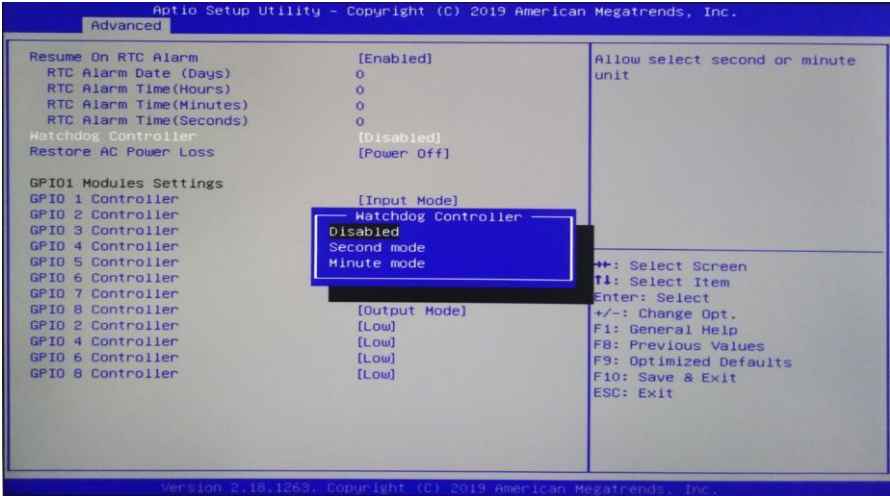 Aptio Setup Utility – Copyright (C) 2019 American Megatrends, Inc.
Advanced
Resume On RTC Alarm [Enabled]
RTC Alarm Date (Days) 0
RTC Alarm Time(Hours) 0
RTC Alarm Time(Minutes) 0
RTC Alarm Time(Seconds) 0
Watchdog Controller [Disabled]
Restore AC Power Loss [Power Off]
GPIO1 Modules Settings
GPIO 1 Controller [Input Mode]
GPIO 2 Controller
GPIO 3 Controller
GPIO 4 Controller
GPIO 5 Controller
GPIO 6 Controller
GPIO 7 Controller
GPIO 8 Controller [Output Mode]
GPIO 2 Controller [Low]
GPIO 4 Controller [Low]
GPIO 6 Controller [Low]
GPIO 8 Controller [Low]
Watchdog Controller
Disabled
Second mode
Minute mode
Allow select second or minute
unit
→←: Select Screen
↑↓: Select Item
Enter: Select
+/-: Change Opt.
F1: General Help
F8: Previous Values
F9: Optimized Defaults
F10: Save & Exit
ESC: Exit
Version 2.18.1263. Copyright (C) 2019 American Megatrends, Inc.